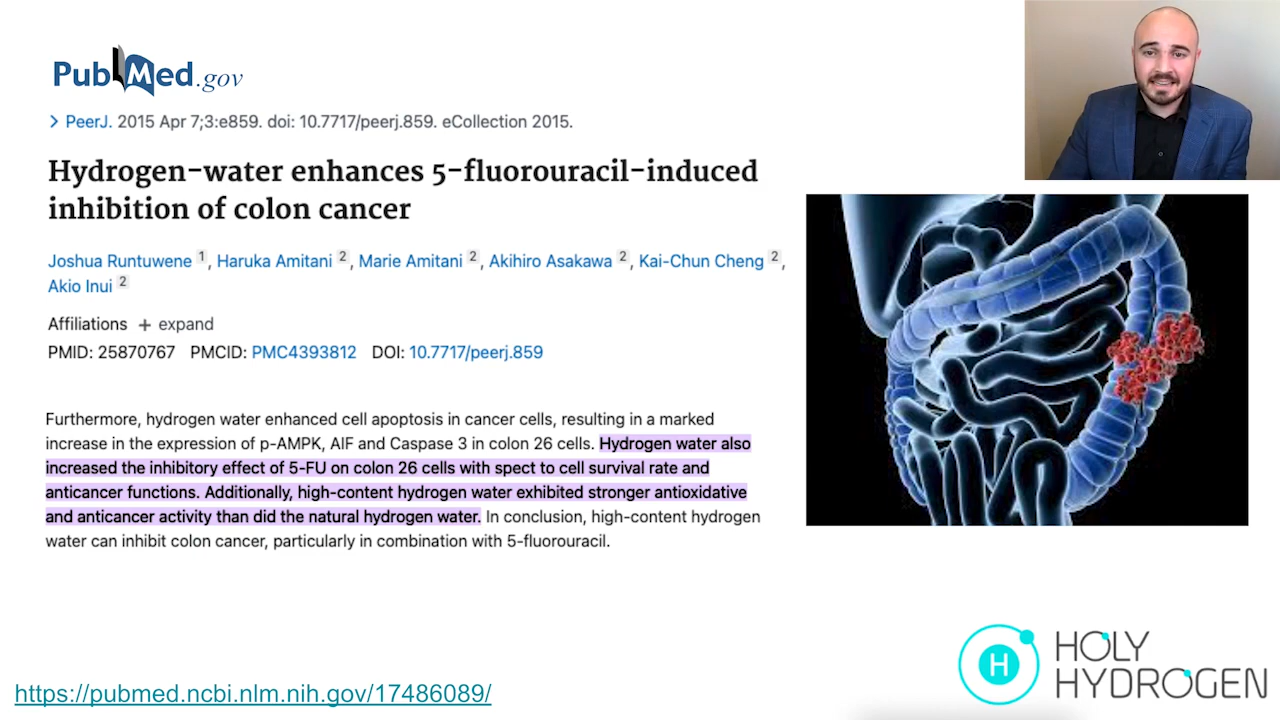 PubMed.gov
> PeerJ. 2015 Apr 7;3:e859. doi: 10.7717/peerj.859. eCollection 2015.
Hydrogen-water enhances 5-fluorouracil-induced
inhibition of colon cancer
Joshua Runtuwene 1, Haruka Amitani 2, Marie Amitani 2, Akihiro Asakawa 2, Kai-Chun Cheng 2,
Akio Inui 2
Affiliations + expand
PMID: 25870767 PMCID: PMC4393812 DOI: 10.7717/peerj.859
Furthermore, hydrogen water enhanced cell apoptosis in cancer cells, resulting in a marked
increase in the expression of p-AMPK, AIF and Caspase 3 in colon 26 cells. Hydrogen water also
increased the inhibitory effect of 5-FU on colon 26 cells with spect to cell survival rate and
anticancer functions. Additionally, high-content hydrogen water exhibited stronger antioxidative
and anticancer activity than did the natural hydrogen water. In conclusion, high-content hydrogen
water can inhibit colon cancer, particularly in combination with 5-fluorouracil.
H HOLY
HYDROGEN
https://pubmed.ncbi.nlm.nih.gov/17486089/